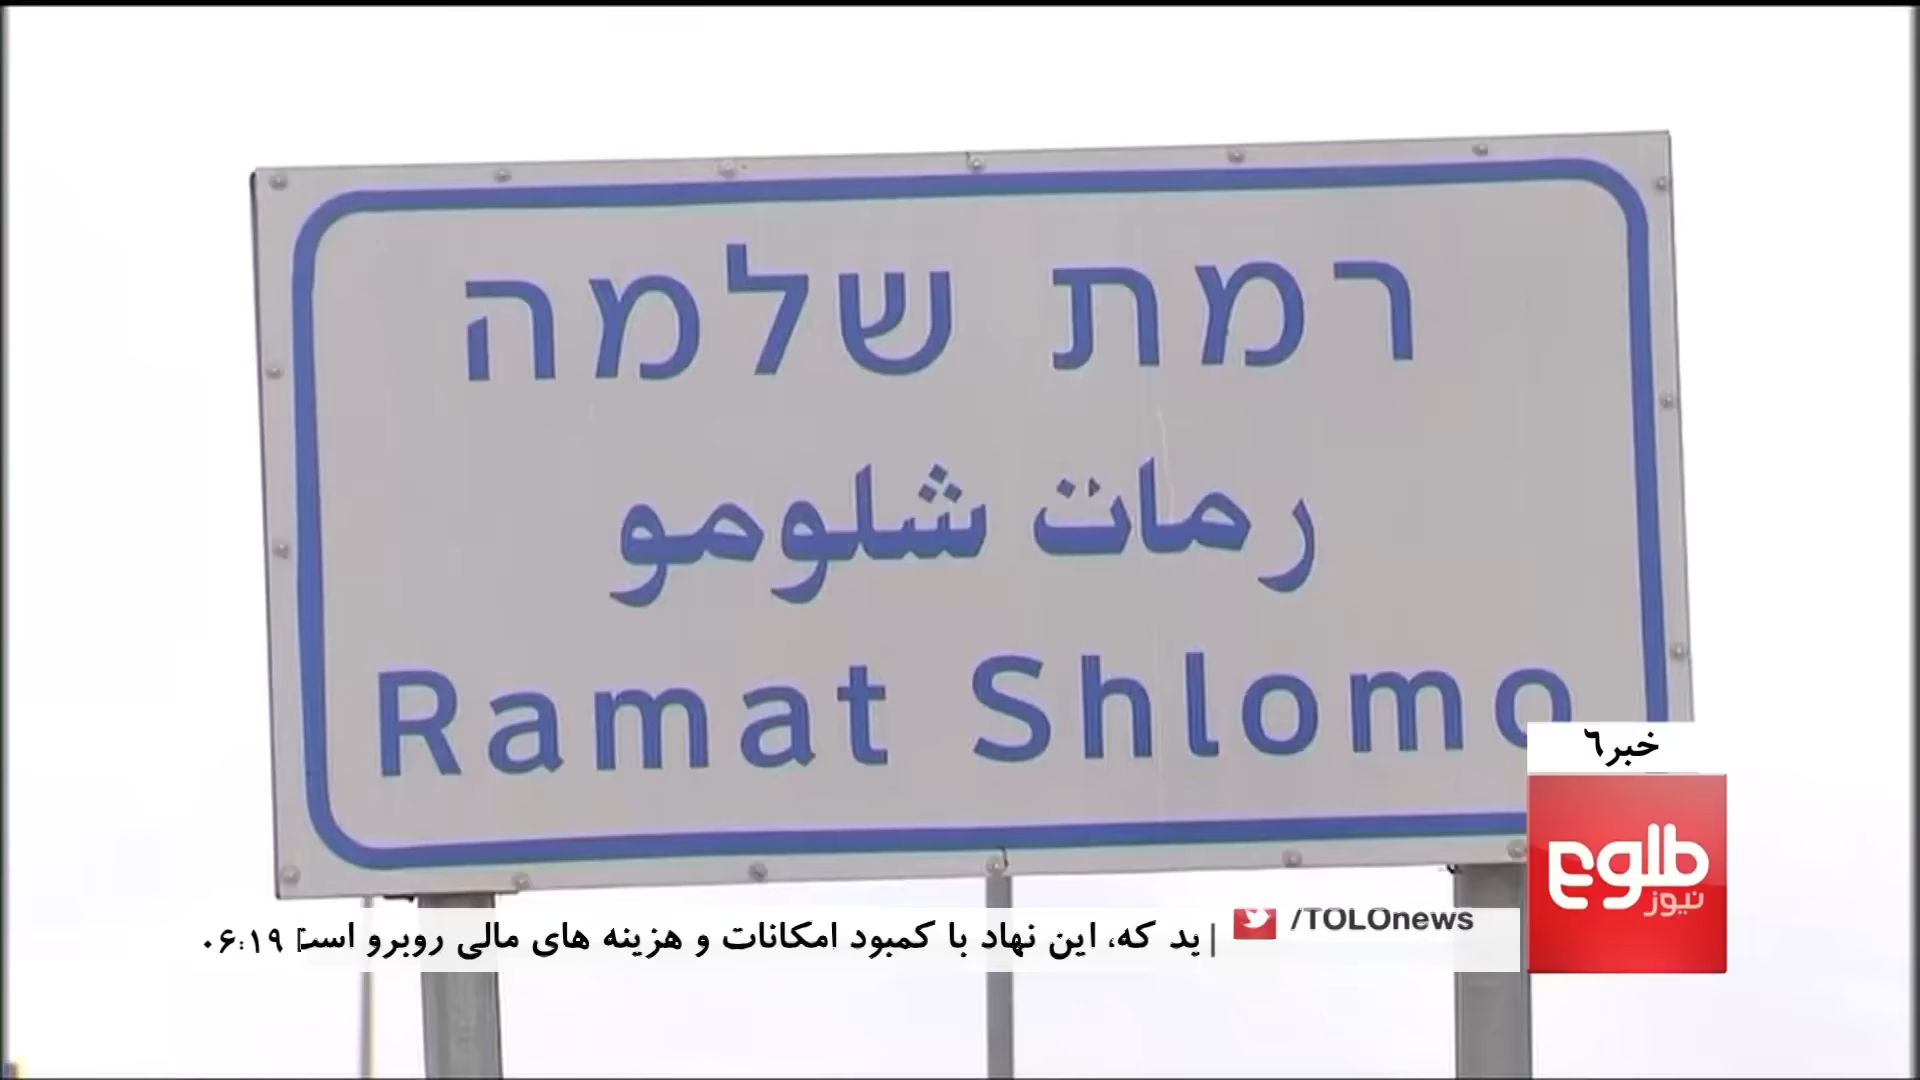 רמת שלמה
رمات شلومو
Ramat Shlomo
خبر٦
طلوع
نیوز
/TOLOnews
ید که، این نهاد با کمبود امکانات و هزینه های مالی روبرو است
۰۶:۱۹